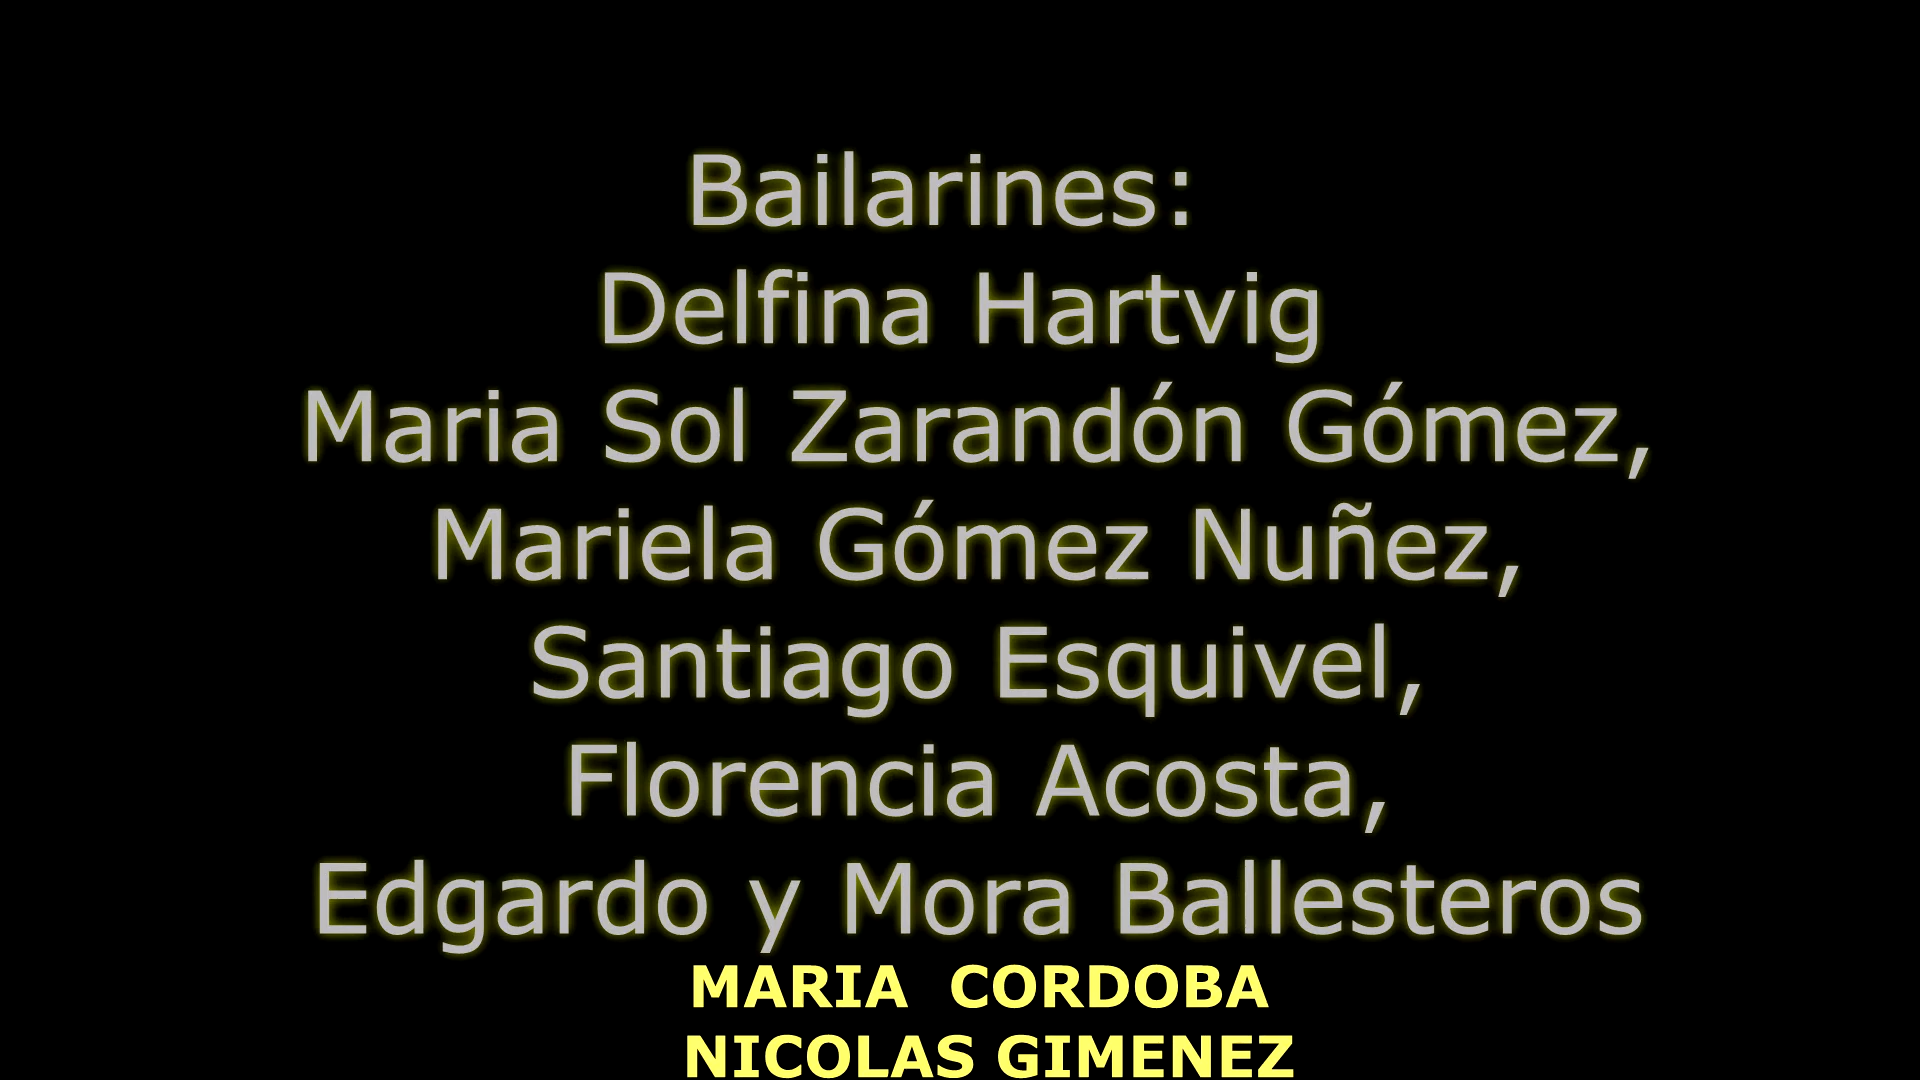 Bailarines:
Delfina Hartvig
Maria Sol Zarandón Gómez,
Mariela Gómez Nuñez,
Santiago Esquivel,
Florencia Acosta,
Edgardo y Mora Ballesteros
MARIA CORDOBA
NICOLAS GIMENEZ